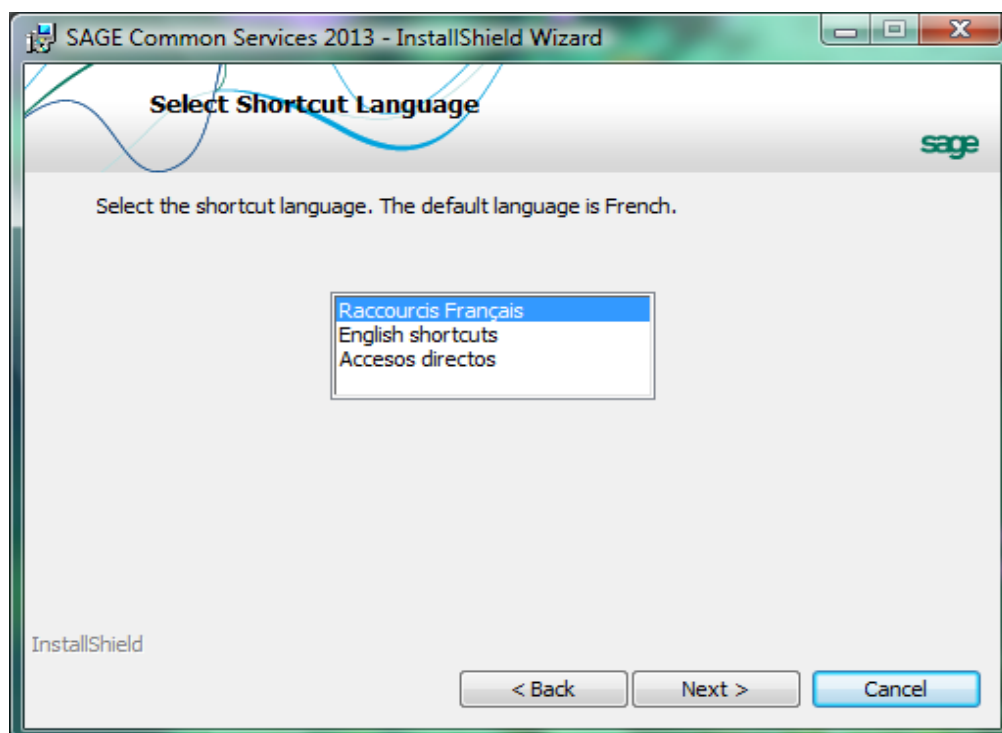 SAGE Common Services 2013 - InstallShield Wizard
Select Shortcut Language
sage
Select the shortcut language. The default language is French.
Raccourcis Français
English shortcuts
Accesos directos
InstallShield
< Back Next > Cancel